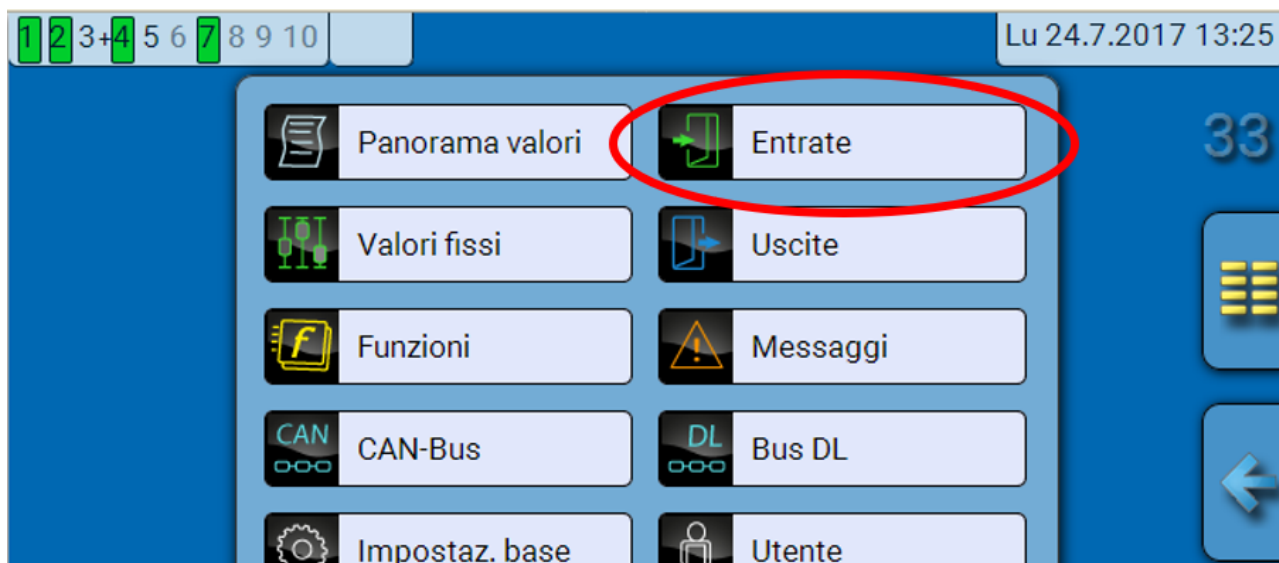 1 2 3+4 5 6 7 8 9 10
Lu 24.7.2017 13:25
33
Panorama valori
Entrate
Valori fissi
Uscite
f Funzioni
Messaggi
CAN CAN-Bus
DL Bus DL
Impostaz. base
Utente